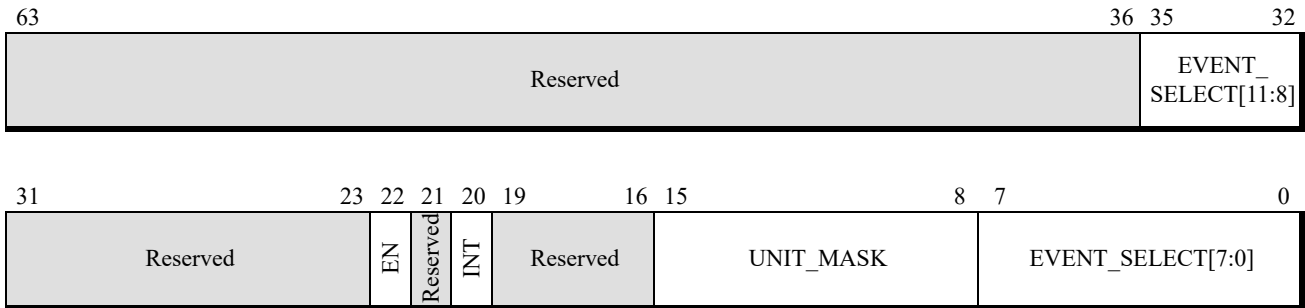 63 36 35 32
Reserved
EVENT_
SELECT[11:8]
31 23 22 21 20 19 16 15 8 7 0
Reserved
EN
Reserved
INT
Reserved
UNIT_MASK
EVENT_SELECT[7:0]